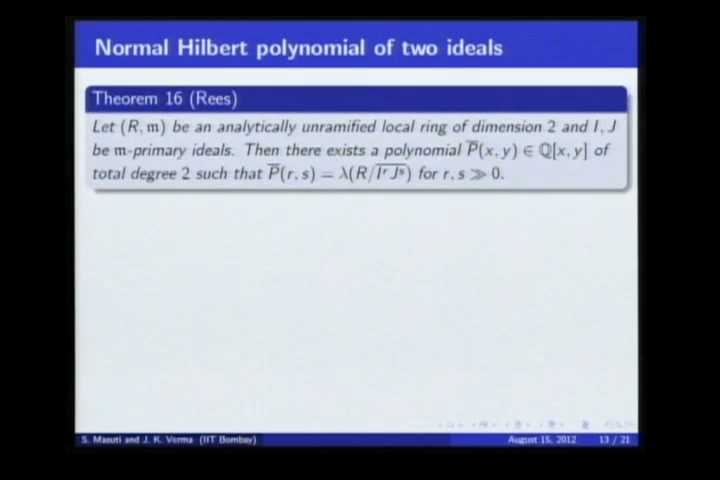 Normal Hilbert polynomial of two ideals
Theorem 16 (Rees)
Let (R, 𝔪) be an analytically unramified local ring of dimension 2 and I, J
be 𝔪-primary ideals. Then there exists a polynomial P̅(x, y) ∈ ℚ[x, y] of
total degree 2 such that P̅(r, s) = λ(R/\overline{I^r J^s}) for r, s ≫ 0.
S. Masuti and J. K. Verma (IIT Bombay)
August 15, 2012
13 / 21